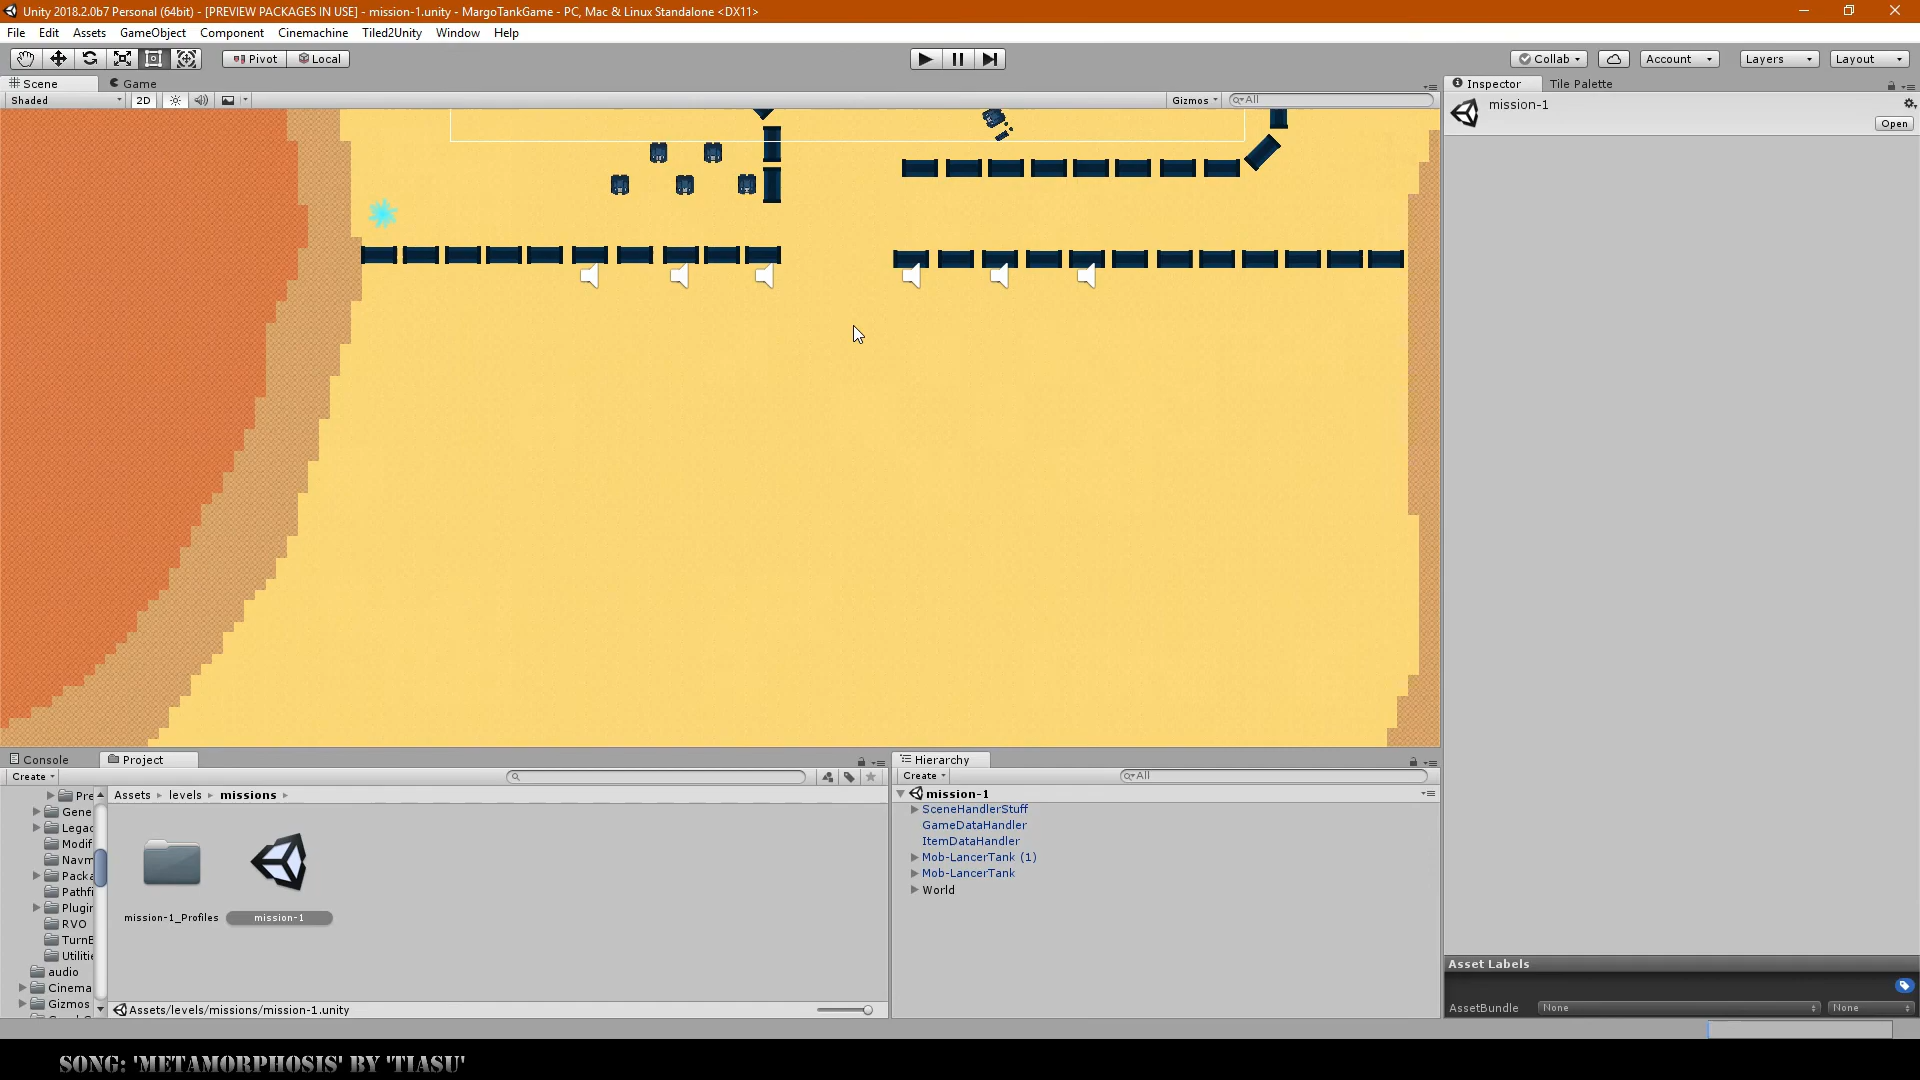 Unity 2018.2.0b7 Personal (64bit) - [PREVIEW PACKAGES IN USE] - mission-1.unity - MargoTankGame - PC, Mac & Linux Standalone <DX11>
File Edit Assets GameObject Component Cinemachine Tiled2Unity Window Help
Pivot Local Collab Account Layers Layout
Scene Game Inspector Tile Palette
Shaded 2D Gizmos All
mission-1
Open
Console Project Hierarchy
Create Create All
Assets levels missions
mission-1
Pre
Gene
Legac
Modif
Navm
Packa
Pathfi
Plugin
RVO
TurnB
Utiliti
audio
Cinema
Gizmos
mission-1_Profiles mission-1
SceneHandlerStuff
GameDataHandler
ItemDataHandler
Mob-LancerTank (1)
Mob-LancerTank
World
Assets/levels/missions/mission-1.unity
Asset Labels
AssetBundle None None
SONG: 'METAMORPHOSIS' BY 'TIASU'